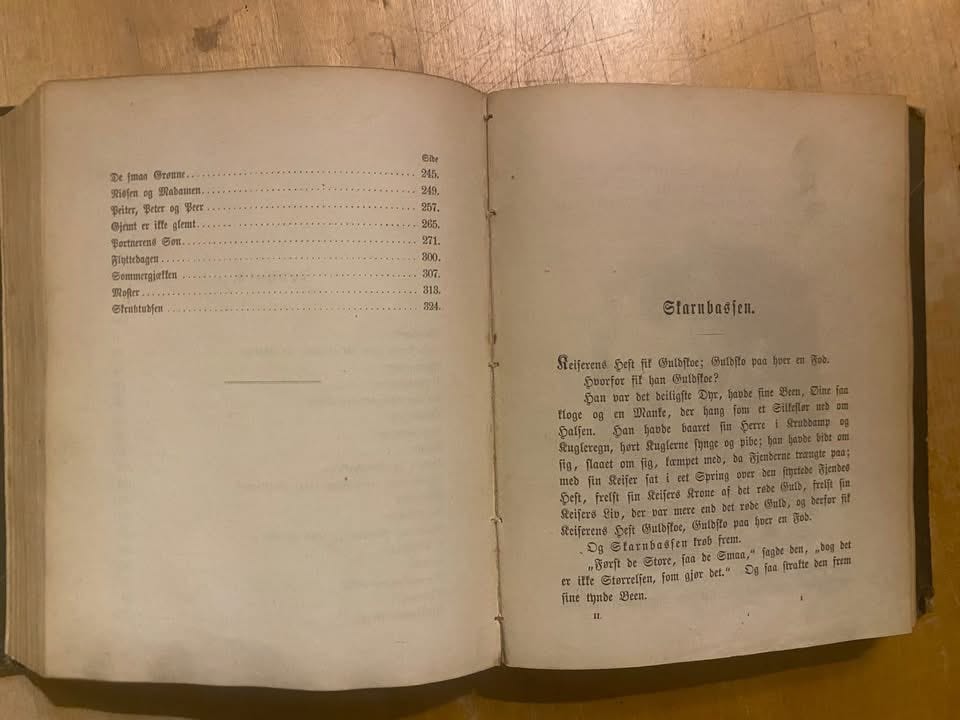 Side
De smaa Grønne........................................ 245.
Nissen og Madamen..................................... 249.
Peiter, Peter og Peer................................. 257.
Gjemt er ikke glemt................................... 265.
Portnerens Søn........................................ 271.
Flyttedagen........................................... 300.
Sommergjækken......................................... 307.
Moster................................................ 313.
Skrubtudsen........................................... 324.
Skarnbassen.
Keiserens Hest fik Guldskoe; Guldsko paa hver en Fod.
Hvorfor fik han Guldskoe?
Han var det deiligste Dyr, havde fine Been, Øine saa
kloge og en Manke, der hang som et Silkeslør ned om
Halsen. Han havde baaret sin Herre i Kruddamp og
Kugleregn, hørt Kuglerne synge og pibe; han havde bidt om
sig, slaaet om sig, kæmpet med, da Fjenderne trængte paa;
med sin Keiser sat i eet Spring over den styrtede Fjendes
Hest, frelst sin Keisers Krone af det røde Guld, frelst sin
Keisers Liv, der var mere end det røde Guld, og derfor fik
Keiserens Hest Guldskoe, Guldsko paa hver en Fod.
Og Skarnbassen krøb frem.
„Først de Store, saa de Smaa,“ sagde den, „dog det
er ikke Størrelsen, som gjør det.“ Og saa strakte den frem
sine tynde Been.
II. 1